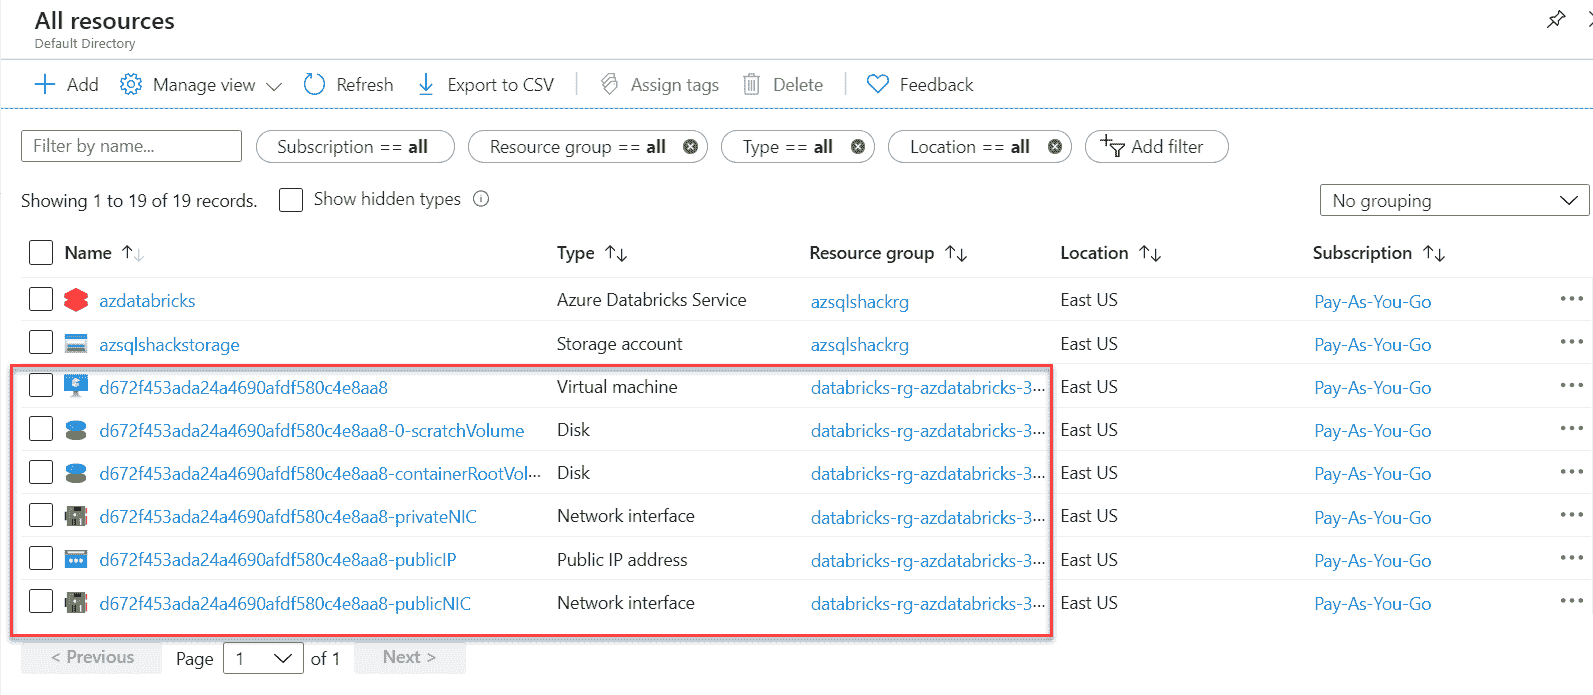 All resources
Default Directory
Add Manage view Refresh Export to CSV Assign tags Delete Feedback
Filter by name... Subscription == all Resource group == all Type == all Location == all Add filter
Showing 1 to 19 of 19 records. Show hidden types No grouping
Name Type Resource group Location Subscription
azdatabricks Azure Databricks Service azsqlshackrg East US Pay-As-You-Go
azsqlshackstorage Storage account azsqlshackrg East US Pay-As-You-Go
d672f453ada24a4690afdf580c4e8aa8 Virtual machine databricks-rg-azdatabricks-3... East US Pay-As-You-Go
d672f453ada24a4690afdf580c4e8aa8-0-scratchVolume Disk databricks-rg-azdatabricks-3... East US Pay-As-You-Go
d672f453ada24a4690afdf580c4e8aa8-containerRootVol... Disk databricks-rg-azdatabricks-3... East US Pay-As-You-Go
d672f453ada24a4690afdf580c4e8aa8-privateNIC Network interface databricks-rg-azdatabricks-3... East US Pay-As-You-Go
d672f453ada24a4690afdf580c4e8aa8-publicIP Public IP address databricks-rg-azdatabricks-3... East US Pay-As-You-Go
d672f453ada24a4690afdf580c4e8aa8-publicNIC Network interface databricks-rg-azdatabricks-3... East US Pay-As-You-Go
< Previous Page 1 of 1 Next >